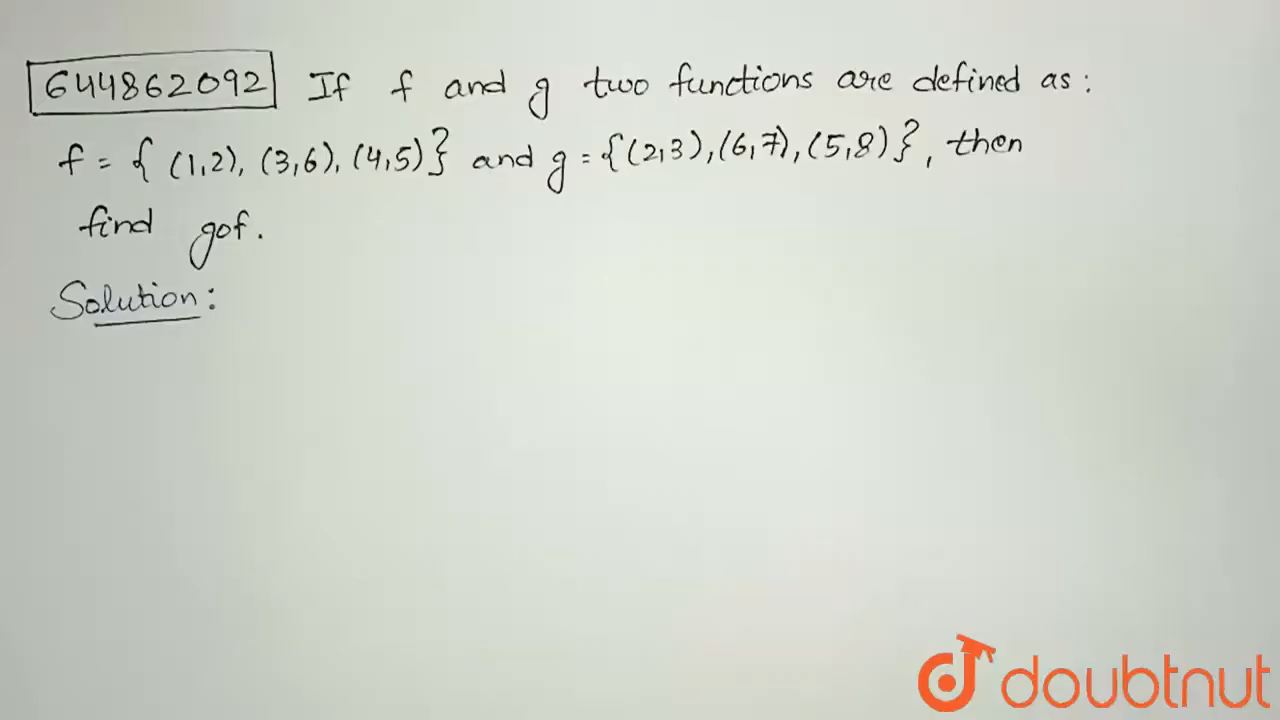 644862092 If f and g two functions are defined as:
f = { (1,2), (3,6), (4,5)} and g = {(2,3), (6,7), (5,8)}, then
find gof.
Solution:
doubtnut